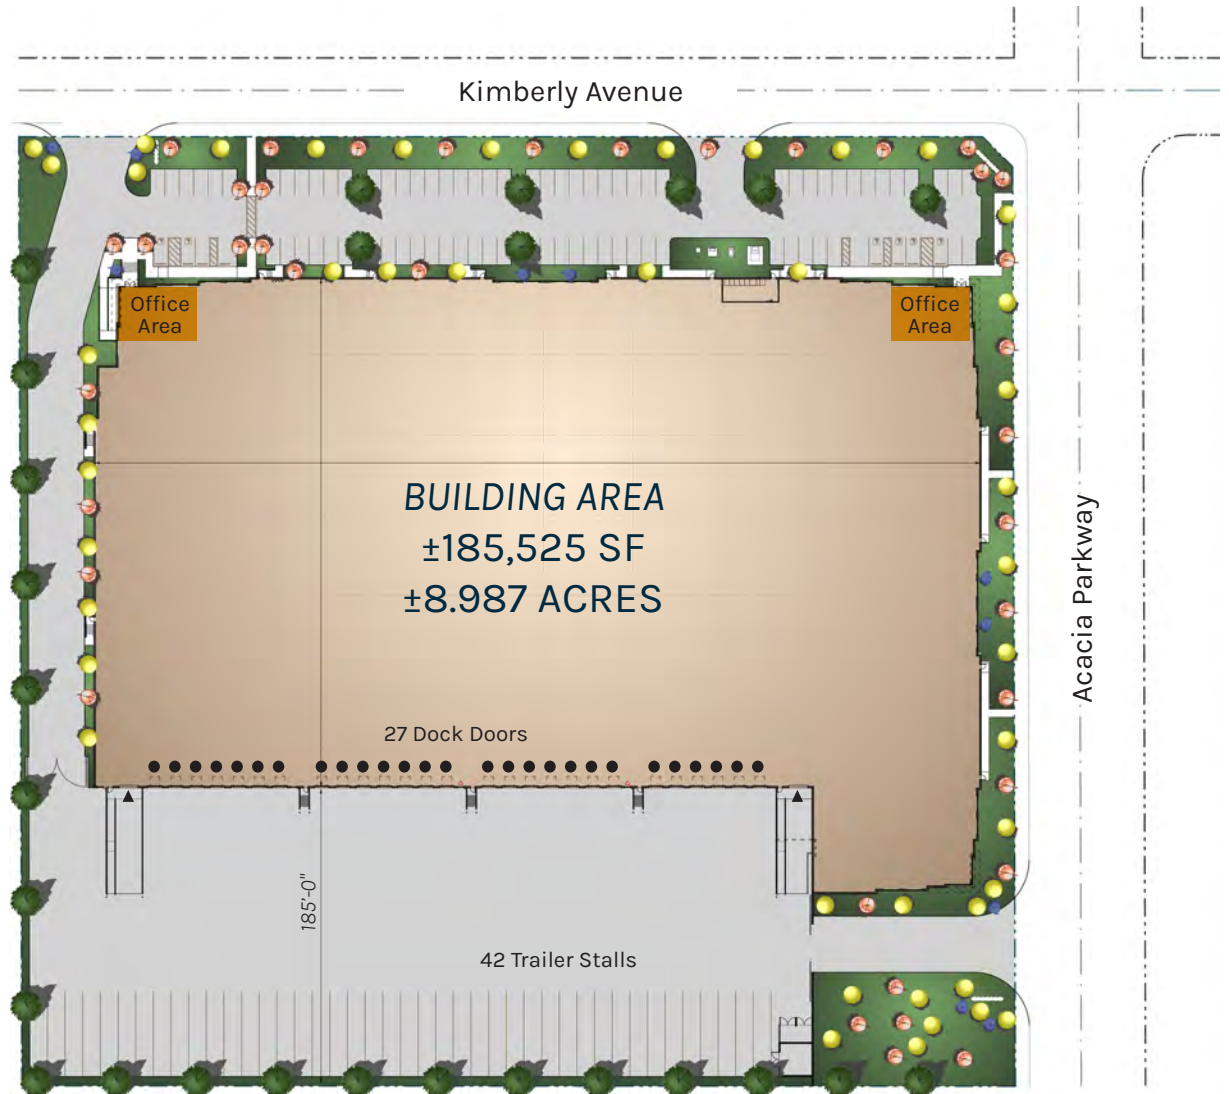 Kimberly Avenue
Office
Area
Office
Area
BUILDING AREA
±185,525 SF
±8.987 ACRES
Acacia Parkway
27 Dock Doors
185'-0"
42 Trailer Stalls